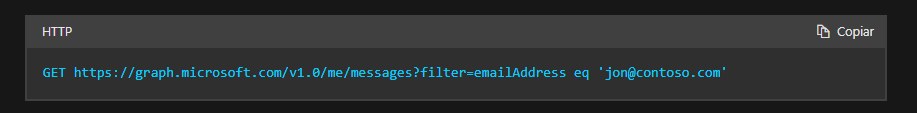 HTTP
Copiar
GET https://graph.microsoft.com/v1.0/me/messages?filter=emailAddress eq 'jon@contoso.com'